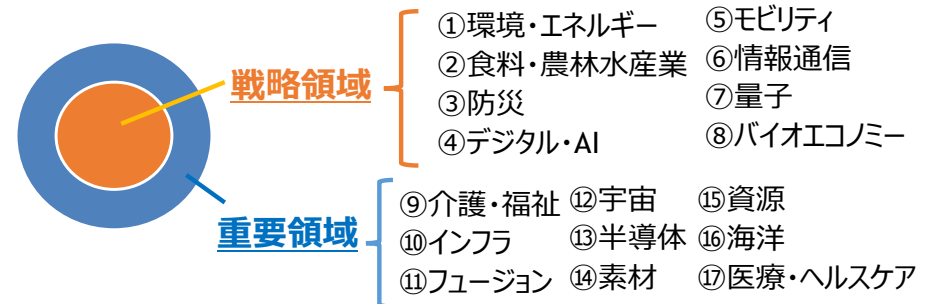 戦略領域
①環境・エネルギー
②食料・農林水産業
③防災
④デジタル・AI
⑤モビリティ
⑥情報通信
⑦量子
⑧バイオエコノミー
重要領域
⑨介護・福祉
⑩インフラ
⑪フュージョン
⑫宇宙
⑬半導体
⑭素材
⑮資源
⑯海洋
⑰医療・ヘルスケア